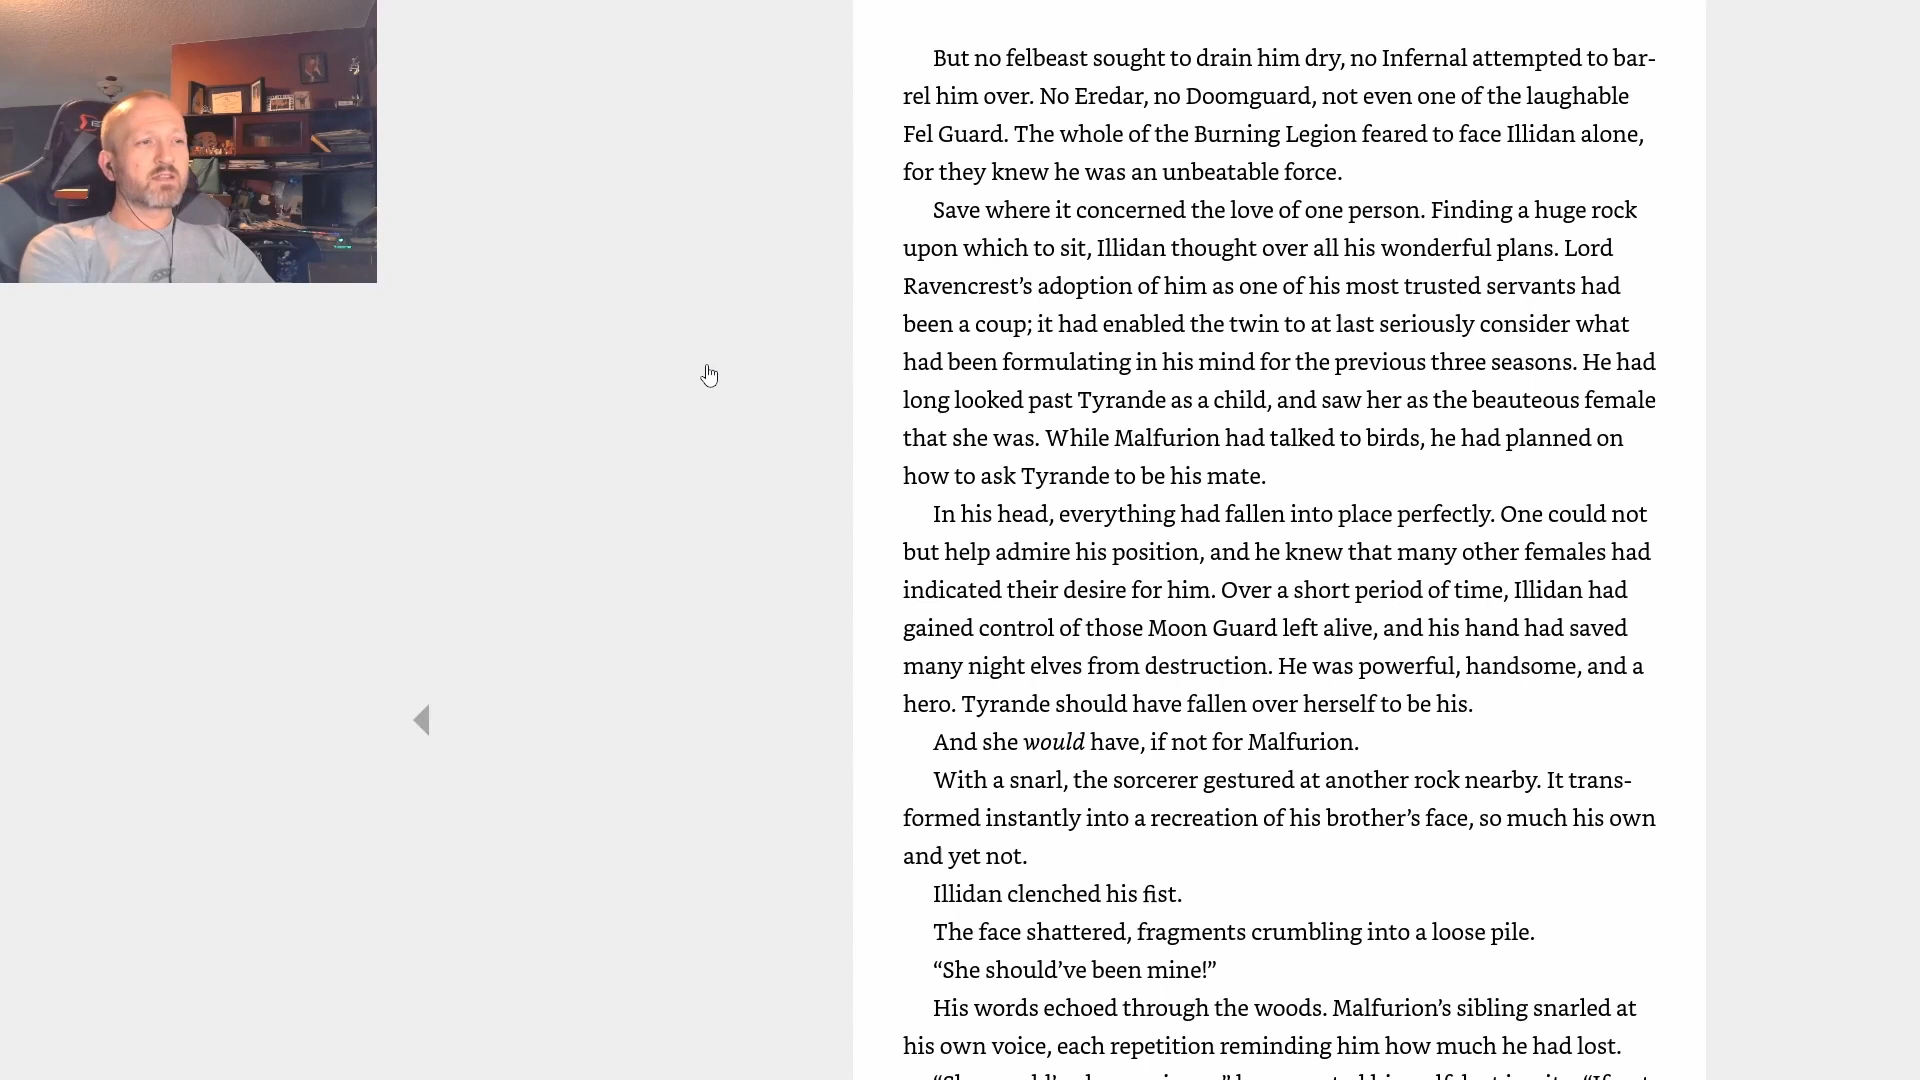 But no felbeast sought to drain him dry, no Infernal attempted to bar-
rel him over. No Eredar, no Doomguard, not even one of the laughable
Fel Guard. The whole of the Burning Legion feared to face Illidan alone,
for they knew he was an unbeatable force.
Save where it concerned the love of one person. Finding a huge rock
upon which to sit, Illidan thought over all his wonderful plans. Lord
Ravencrest’s adoption of him as one of his most trusted servants had
been a coup; it had enabled the twin to at last seriously consider what
had been formulating in his mind for the previous three seasons. He had
long looked past Tyrande as a child, and saw her as the beauteous female
that she was. While Malfurion had talked to birds, he had planned on
how to ask Tyrande to be his mate.
In his head, everything had fallen into place perfectly. One could not
but help admire his position, and he knew that many other females had
indicated their desire for him. Over a short period of time, Illidan had
gained control of those Moon Guard left alive, and his hand had saved
many night elves from destruction. He was powerful, handsome, and a
hero. Tyrande should have fallen over herself to be his.
And she would have, if not for Malfurion.
With a snarl, the sorcerer gestured at another rock nearby. It trans-
formed instantly into a recreation of his brother’s face, so much his own
and yet not.
Illidan clenched his fist.
The face shattered, fragments crumbling into a loose pile.
“She should’ve been mine!”
His words echoed through the woods. Malfurion’s sibling snarled at
his own voice, each repetition reminding him how much he had lost.